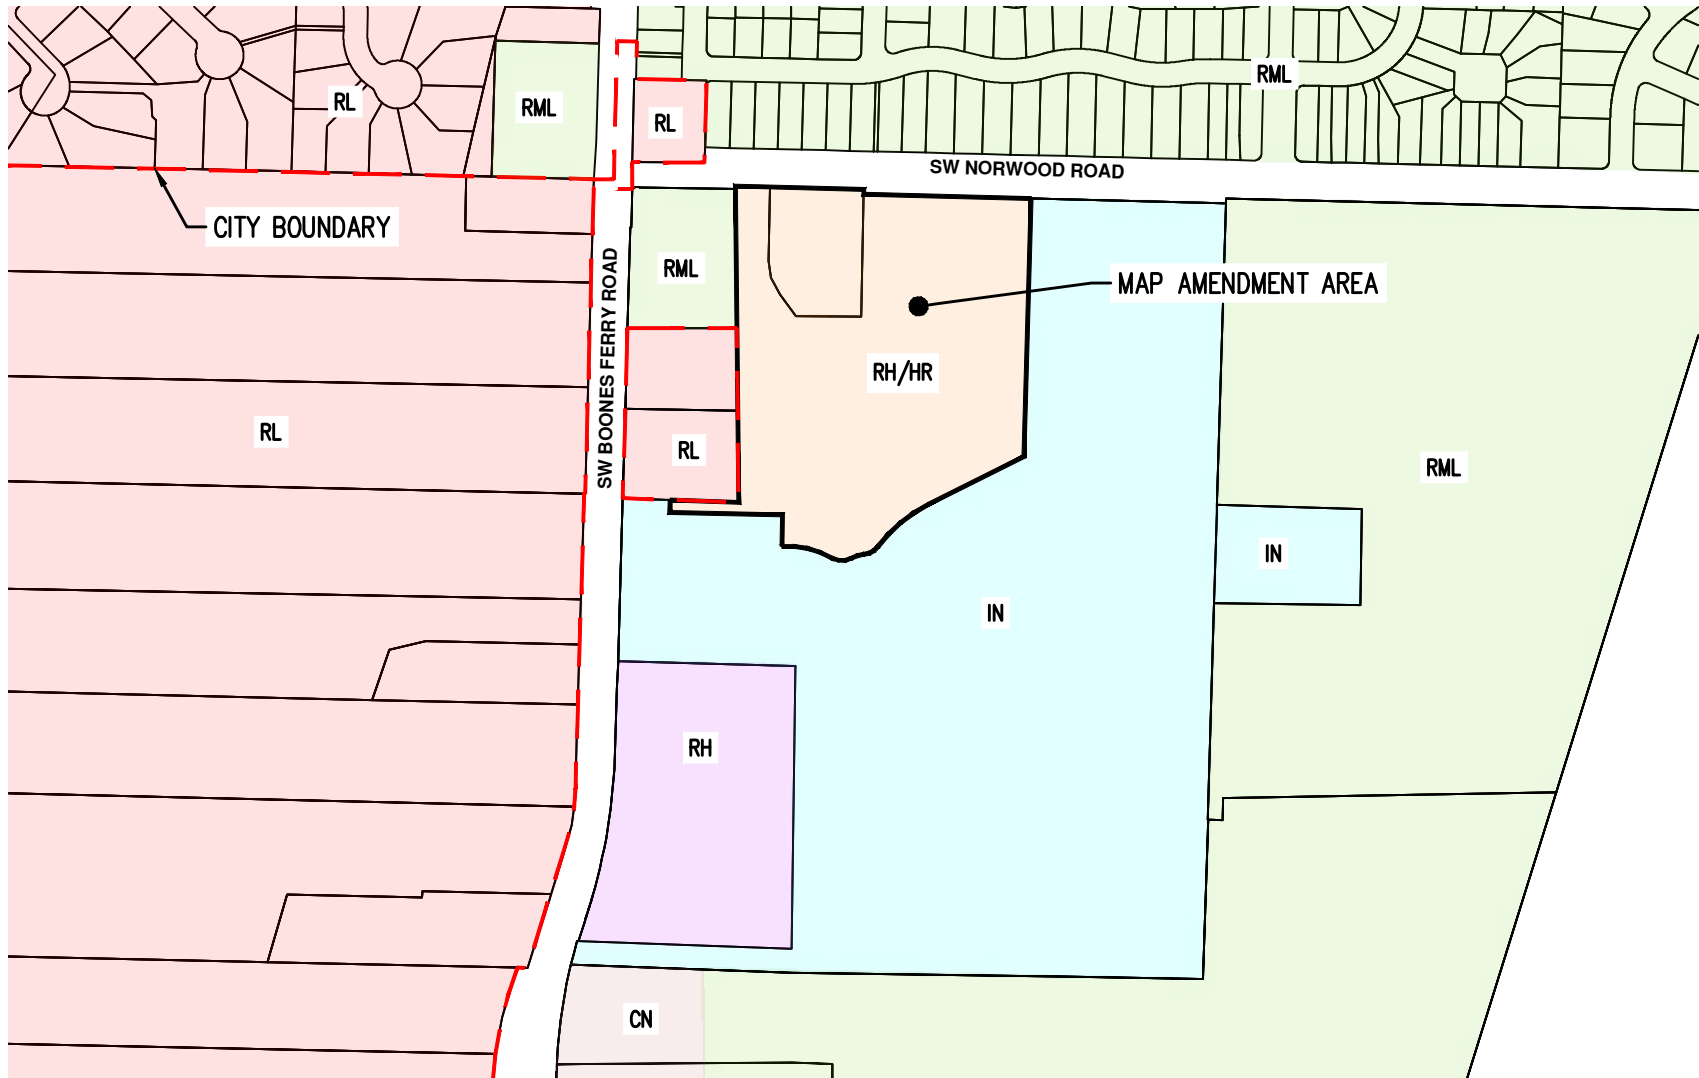 RML
RL
RML
RL
SW NORWOOD ROAD
CITY BOUNDARY
RML
MAP AMENDMENT AREA
SW BOONES FERRY ROAD
RH/HR
RL
RL
RML
IN
IN
RH
CN